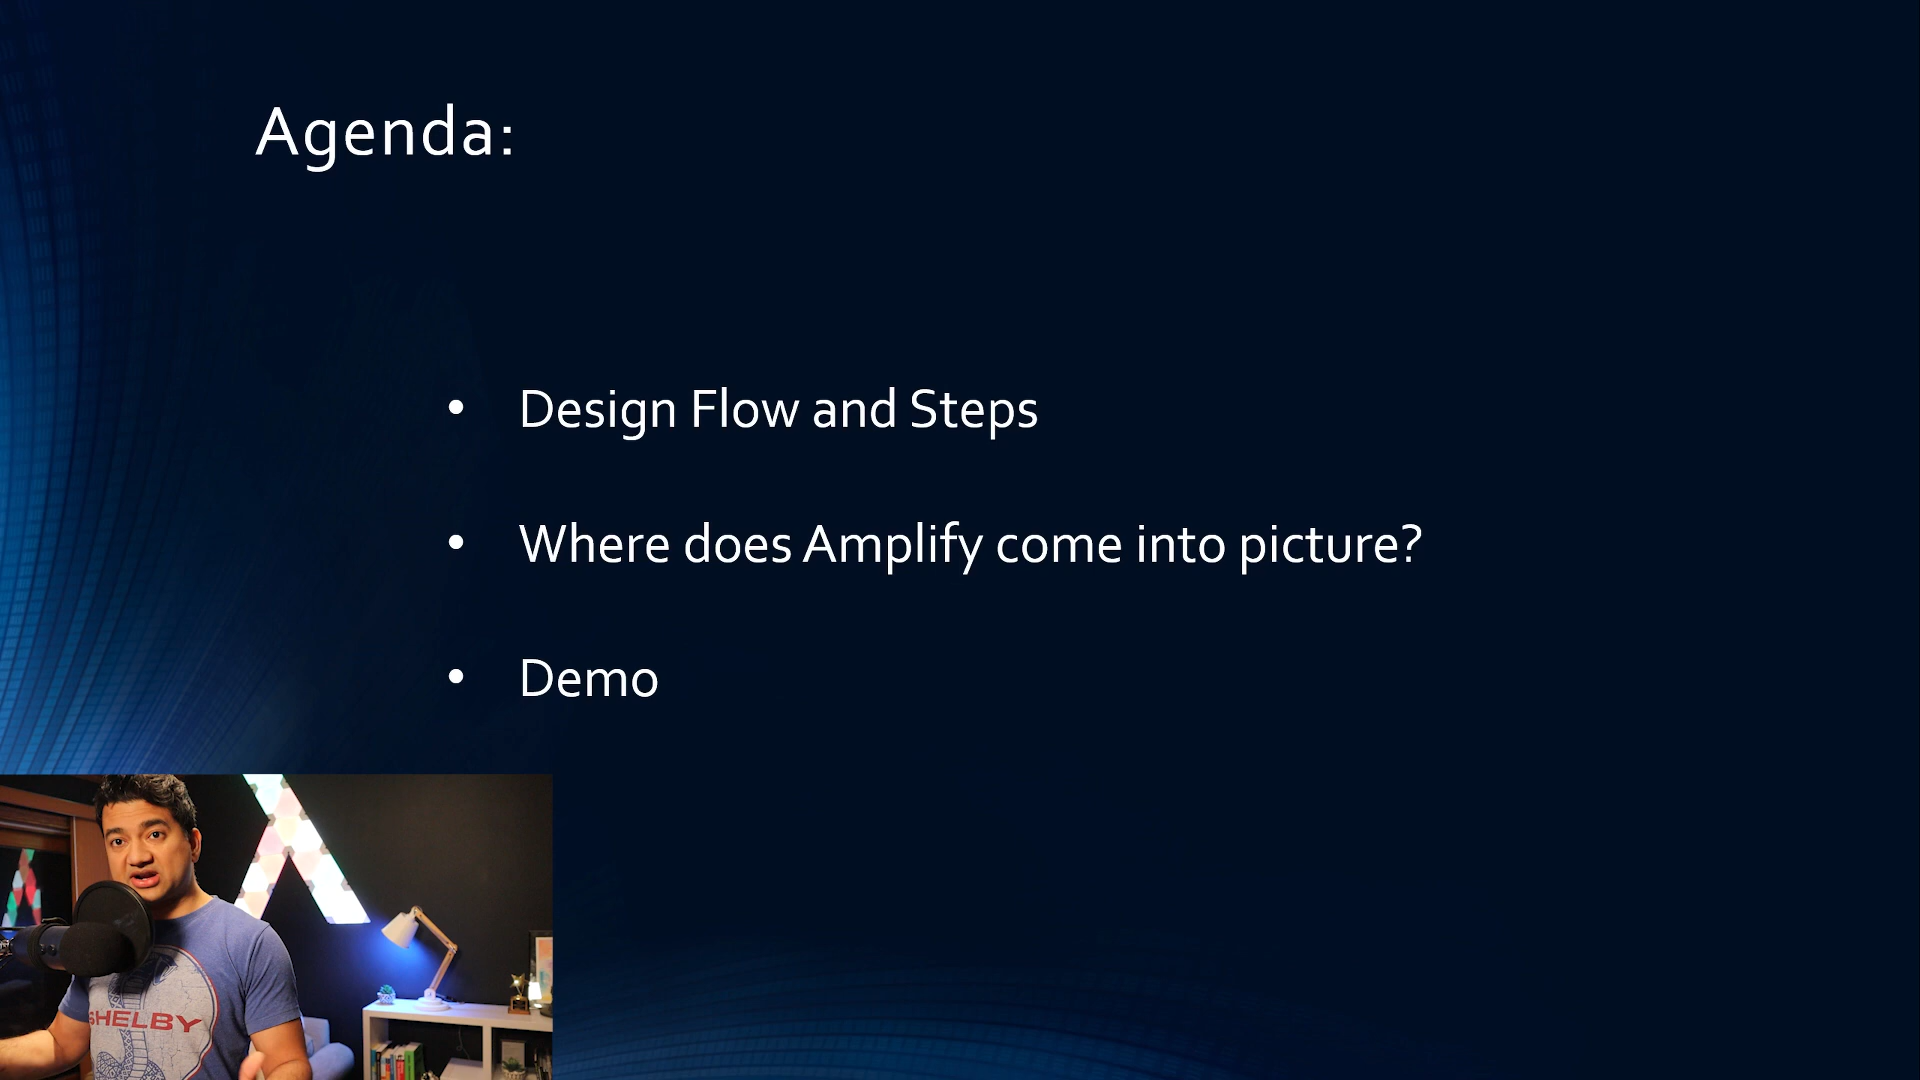 Agenda:
• Design Flow and Steps
• Where does Amplify come into picture?
• Demo
SHELBY